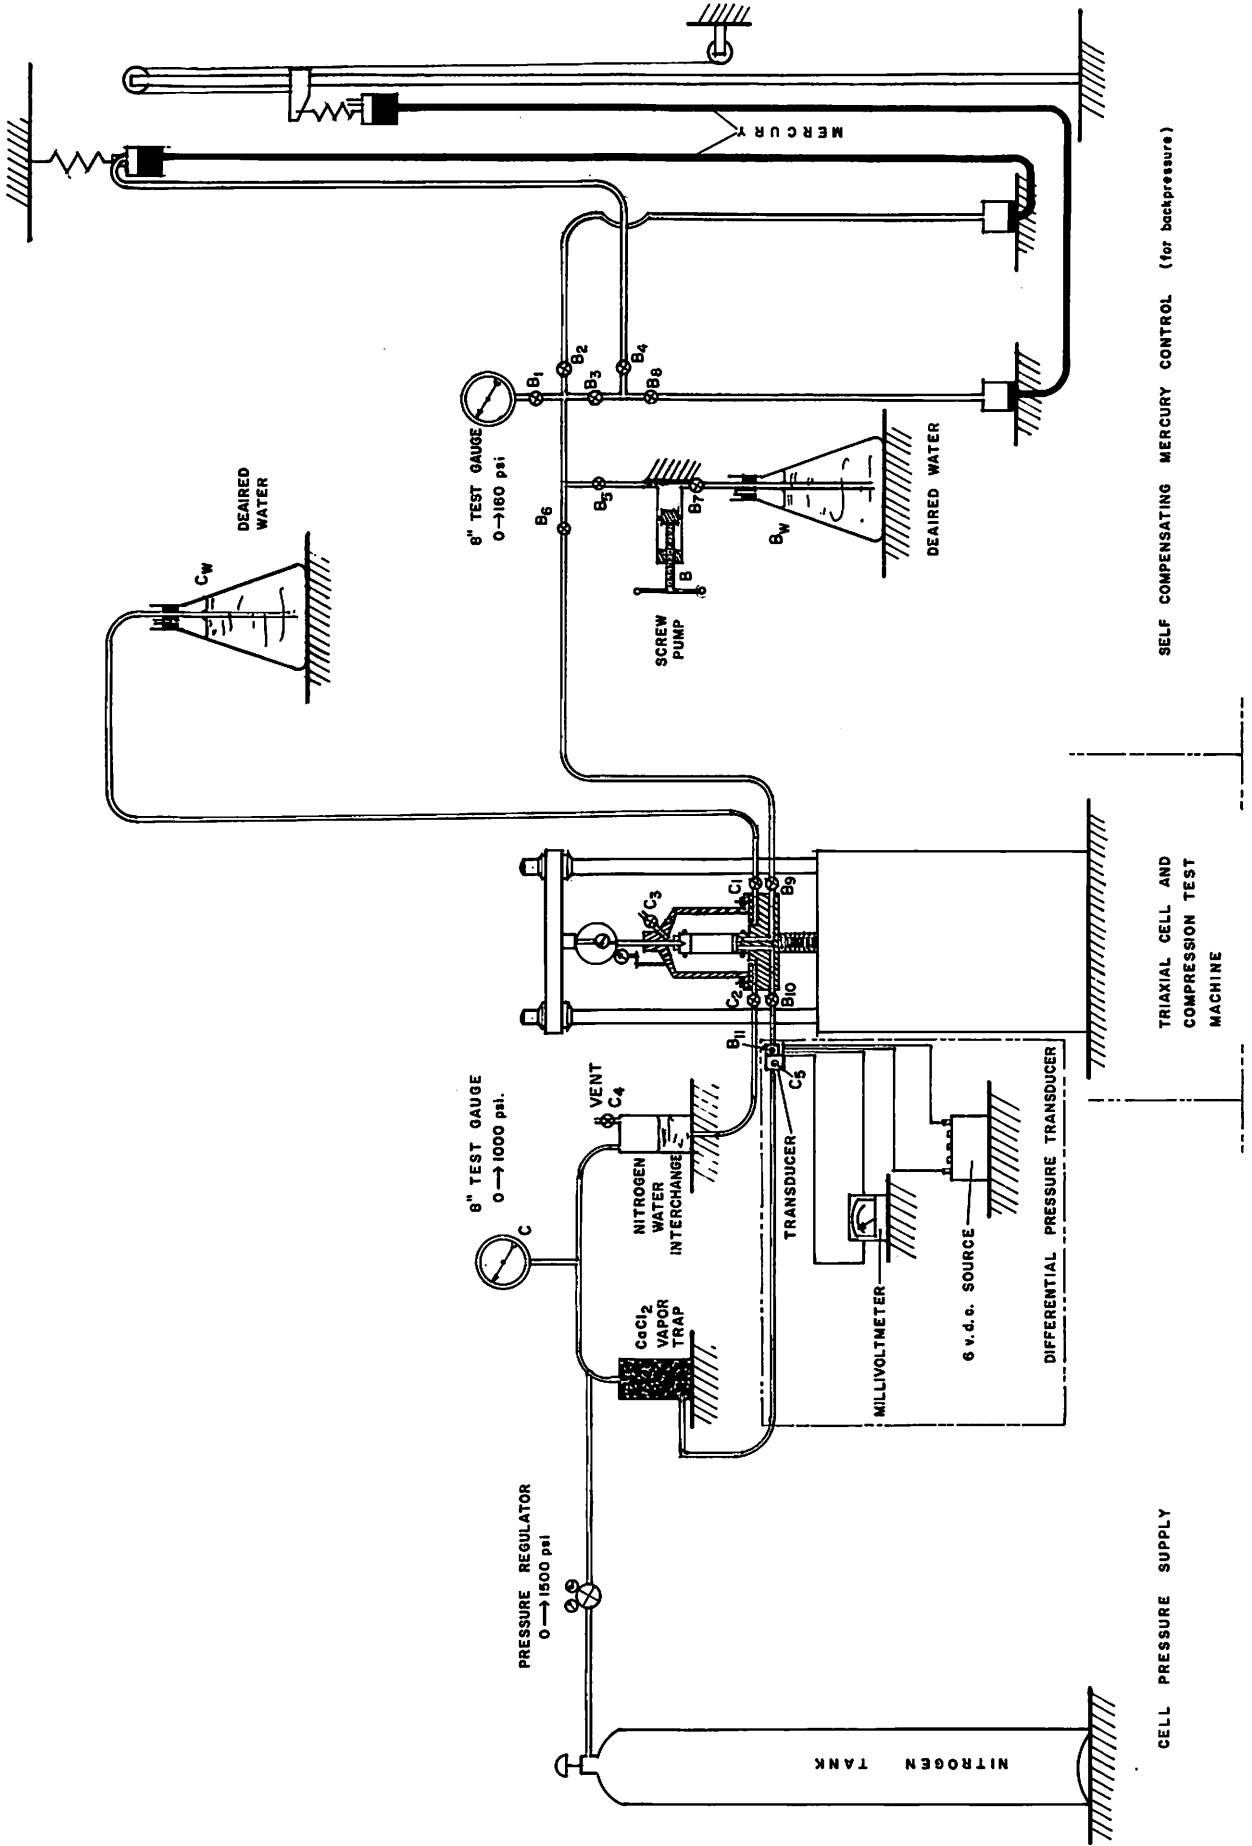 NITROGEN TANK
PRESSURE REGULATOR
0→1500 psi
8" TEST GAUGE
0→1000 psi.
C
CaCl2
VAPOR
TRAP
VENT
C4
NITROGEN
WATER
INTERCHANGE
TRANSDUCER
B11
C5
MILLIVOLTMETER
6 v.d.c. SOURCE
DIFFERENTIAL PRESSURE TRANSDUCER
C2
B10
C3
C1
B9
DEAIRED
WATER
CW
8" TEST GAUGE
0→160 psi
B1
B2
B3
B4
B8
B6
B5
B7
B
SCREW
PUMP
BW
DEAIRED WATER
MERCURY
CELL PRESSURE SUPPLY
TRIAXIAL CELL AND
COMPRESSION TEST
MACHINE
SELF COMPENSATING MERCURY CONTROL (for backpressure)